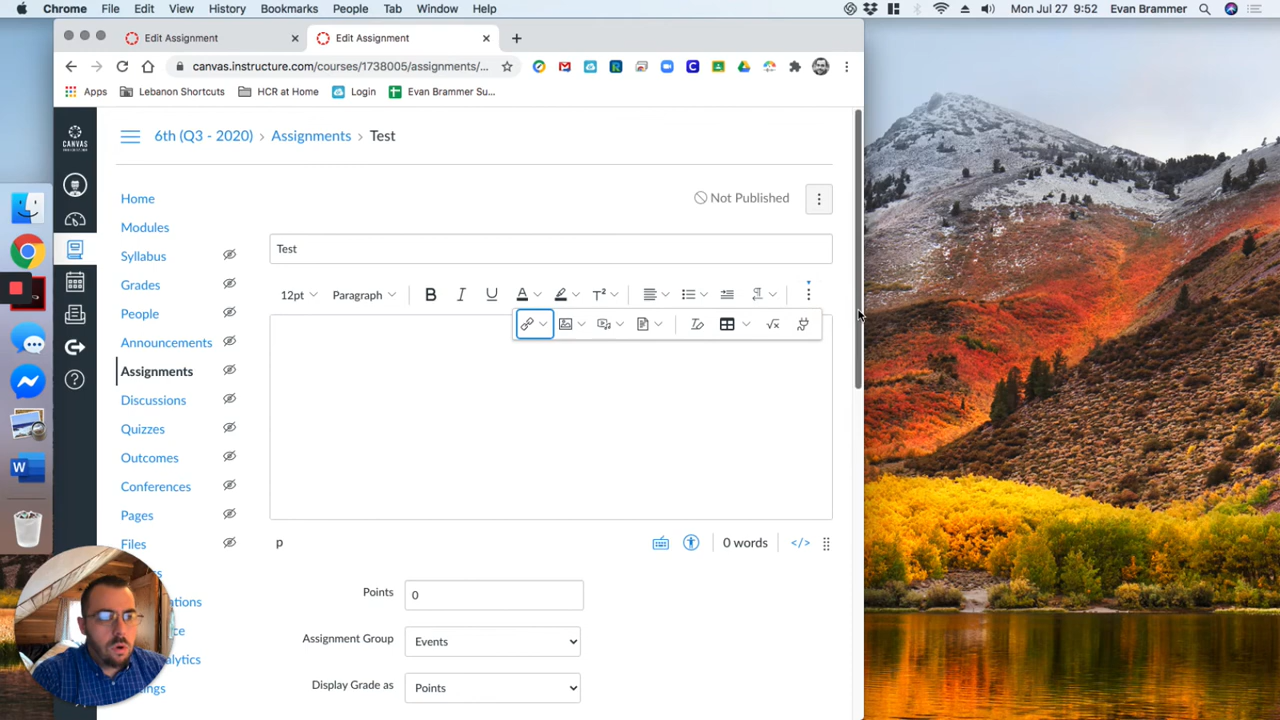 Chrome File Edit View History Bookmarks People Tab Window Help Mon Jul 27 9:52 Evan Brammer
Edit Assignment Edit Assignment
canvas.instructure.com/courses/1738005/assignments/...
Apps Lebanon Shortcuts HCR at Home Login Evan Brammer Su...
CANVAS
6th (Q3 - 2020) > Assignments > Test
Home
Not Published
Modules
Syllabus
Test
Grades
12pt Paragraph B I U A T²
People
Announcements
Assignments
Discussions
Quizzes
Outcomes
Conferences
Pages
Files
p 0 words </>
Points 0
Assignment Group Events
Display Grade as Points